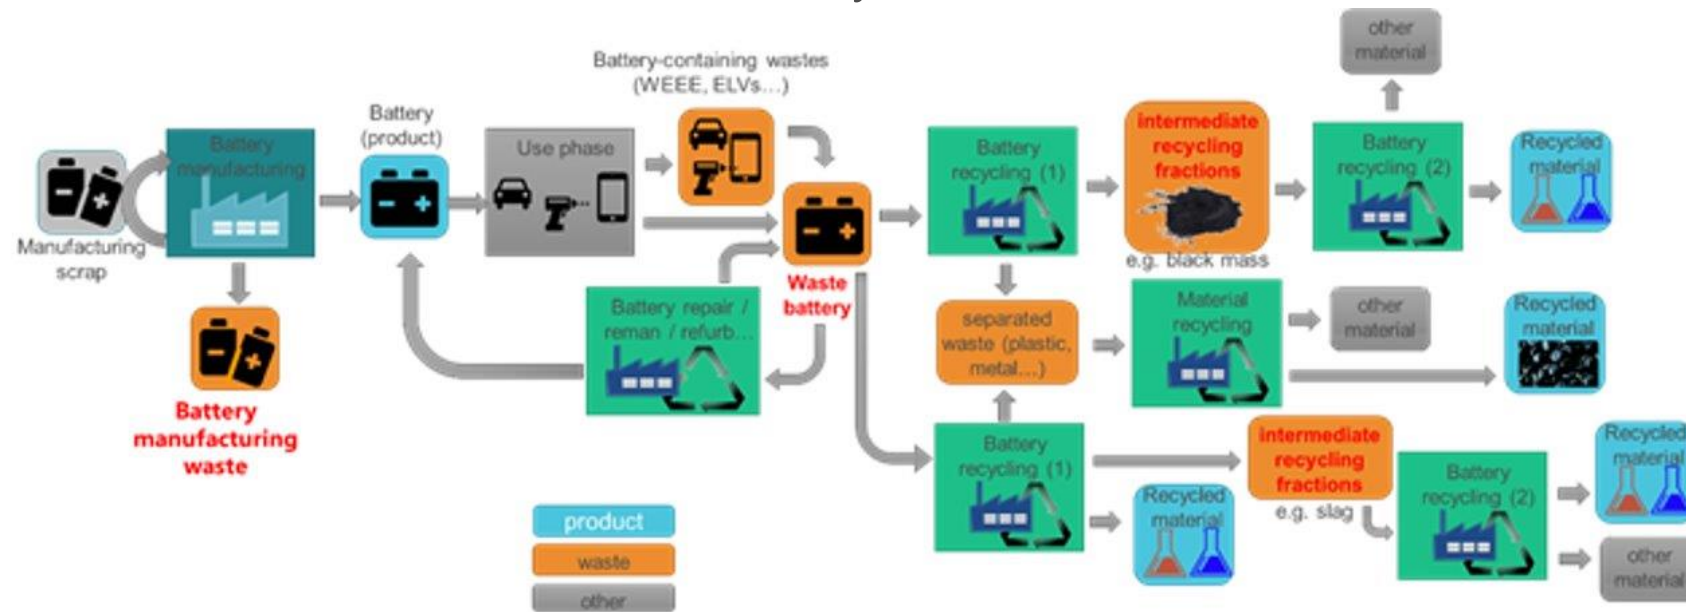 Battery-containing wastes
(WEEE, ELVs...)
other
material
Battery
(product)
Battery
manufacturing
Use phase
Battery
recycling (1)
intermediate
recycling
fractions
e.g. black mass
Battery
recycling (2)
Recycled
material
Manufacturing
scrap
Waste
battery
Battery repair /
reman / refurb...
separated
waste (plastic,
metal...)
Material
recycling
other
material
Recycled
material
Battery
manufacturing
waste
Battery
recycling (1)
intermediate
recycling
fractions
e.g. slag
Recycled
material
Battery
recycling (2)
Recycled
material
other
material
product
waste
other